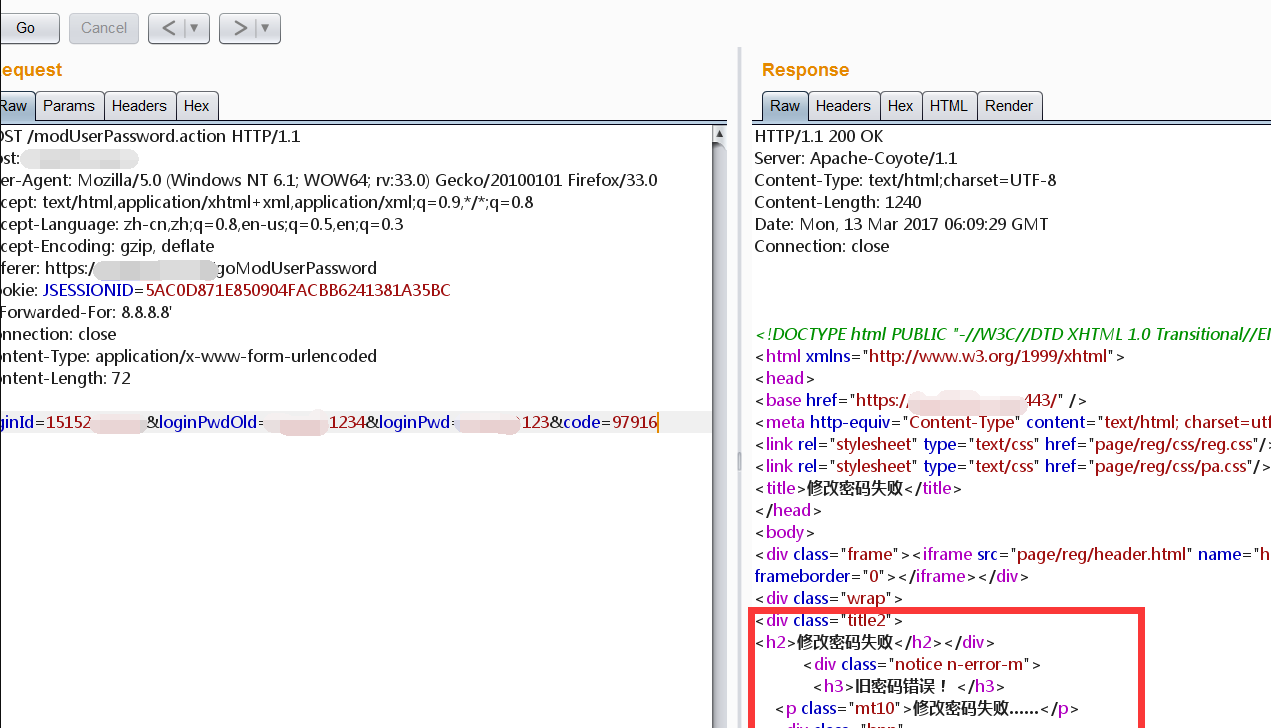 Go
Cancel
< ▼
> ▼
equest
Response
Raw Params Headers Hex
Raw Headers Hex HTML Render
OST /modUserPassword.action HTTP/1.1
ost:
er-Agent: Mozilla/5.0 (Windows NT 6.1; WOW64; rv:33.0) Gecko/20100101 Firefox/33.0
cept: text/html,application/xhtml+xml,application/xml;q=0.9,*/*;q=0.8
cept-Language: zh-cn,zh;q=0.8,en-us;q=0.5,en;q=0.3
cept-Encoding: gzip, deflate
ferer: https:/ goModUserPassword
ookie: JSESSIONID=5AC0D871E850904FACBB6241381A35BC
Forwarded-For: 8.8.8.8'
onnection: close
ontent-Type: application/x-www-form-urlencoded
ontent-Length: 72
ginId=15152 &loginPwdOld= 1234&loginPwd= 123&code=97916
HTTP/1.1 200 OK
Server: Apache-Coyote/1.1
Content-Type: text/html;charset=UTF-8
Content-Length: 1240
Date: Mon, 13 Mar 2017 06:09:29 GMT
Connection: close
<!DOCTYPE html PUBLIC "-//W3C//DTD XHTML 1.0 Transitional//E
<html xmlns="http://www.w3.org/1999/xhtml">
<head>
<base href="https:/ 443/" />
<meta http-equiv="Content-Type" content="text/html; charset=utf
<link rel="stylesheet" type="text/css" href="page/reg/css/reg.css"/>
<link rel="stylesheet" type="text/css" href="page/reg/css/pa.css"/>
<title>修改密码失败</title>
</head>
<body>
<div class="frame"><iframe src="page/reg/header.html" name="h
frameborder="0"></iframe></div>
<div class="wrap">
<div class="title2">
<h2>修改密码失败</h2></div>
<div class="notice n-error-m">
<h3>旧密码错误！ </h3>
<p class="mt10">修改密码失败......</p>